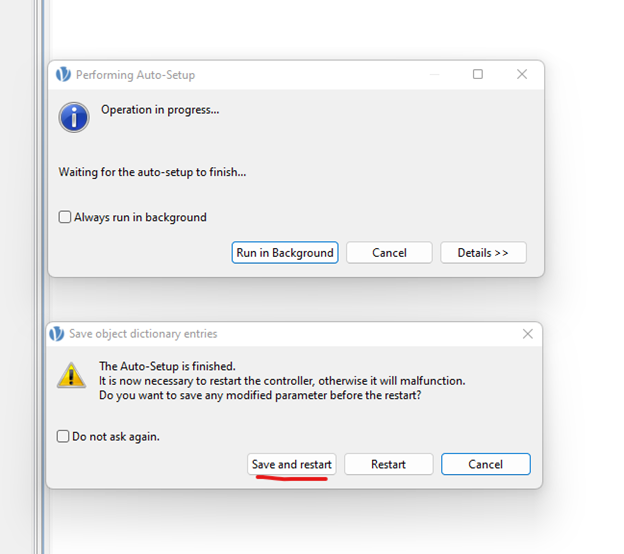 Performing Auto-Setup
Operation in progress...
Waiting for the auto-setup to finish...
Always run in background
Run in Background
Cancel
Details >>
Save object dictionary entries
The Auto-Setup is finished.
It is now necessary to restart the controller, otherwise it will malfunction.
Do you want to save any modified parameter before the restart?
Do not ask again.
Save and restart
Restart
Cancel